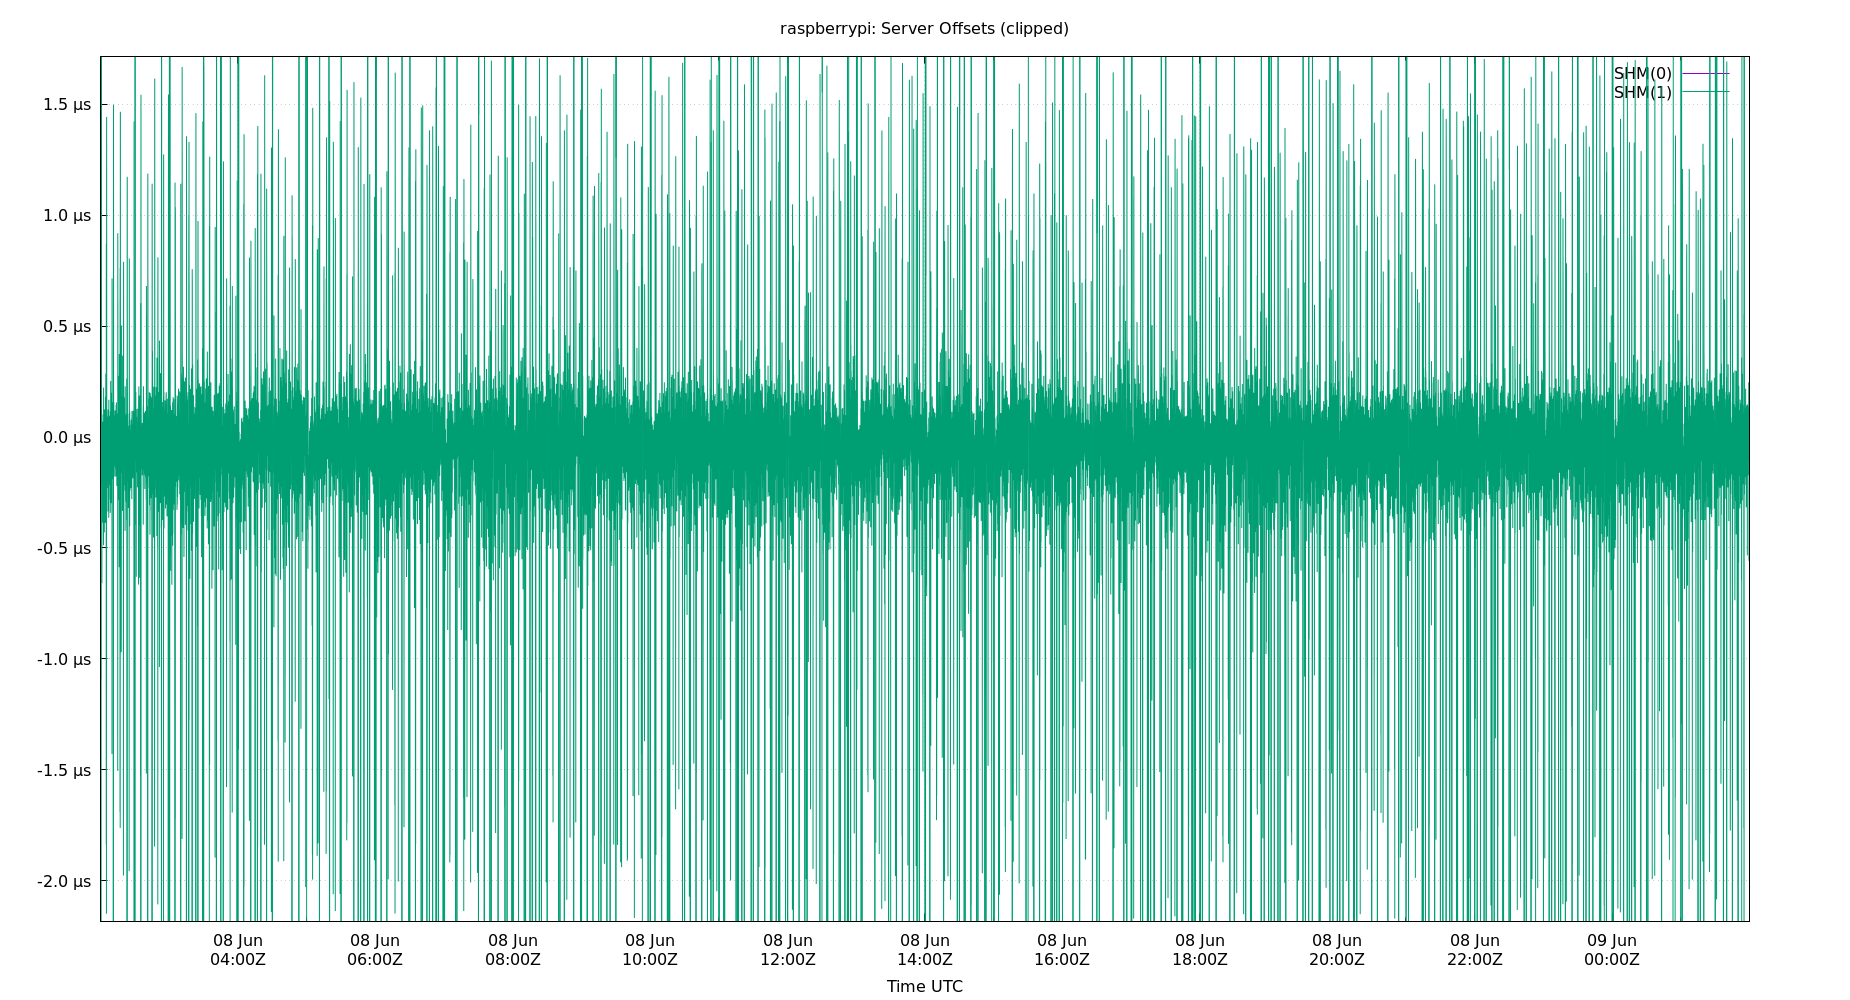 raspberrypi: Server Offsets (clipped)
SHM(0)
SHM(1)
1.5 µs
1.0 µs
0.5 µs
0.0 µs
-0.5 µs
-1.0 µs
-1.5 µs
-2.0 µs
08 Jun 08 Jun 08 Jun 08 Jun 08 Jun 08 Jun 08 Jun 08 Jun 08 Jun 08 Jun 09 Jun
04:00Z 06:00Z 08:00Z 10:00Z 12:00Z 14:00Z 16:00Z 18:00Z 20:00Z 22:00Z 00:00Z
Time UTC